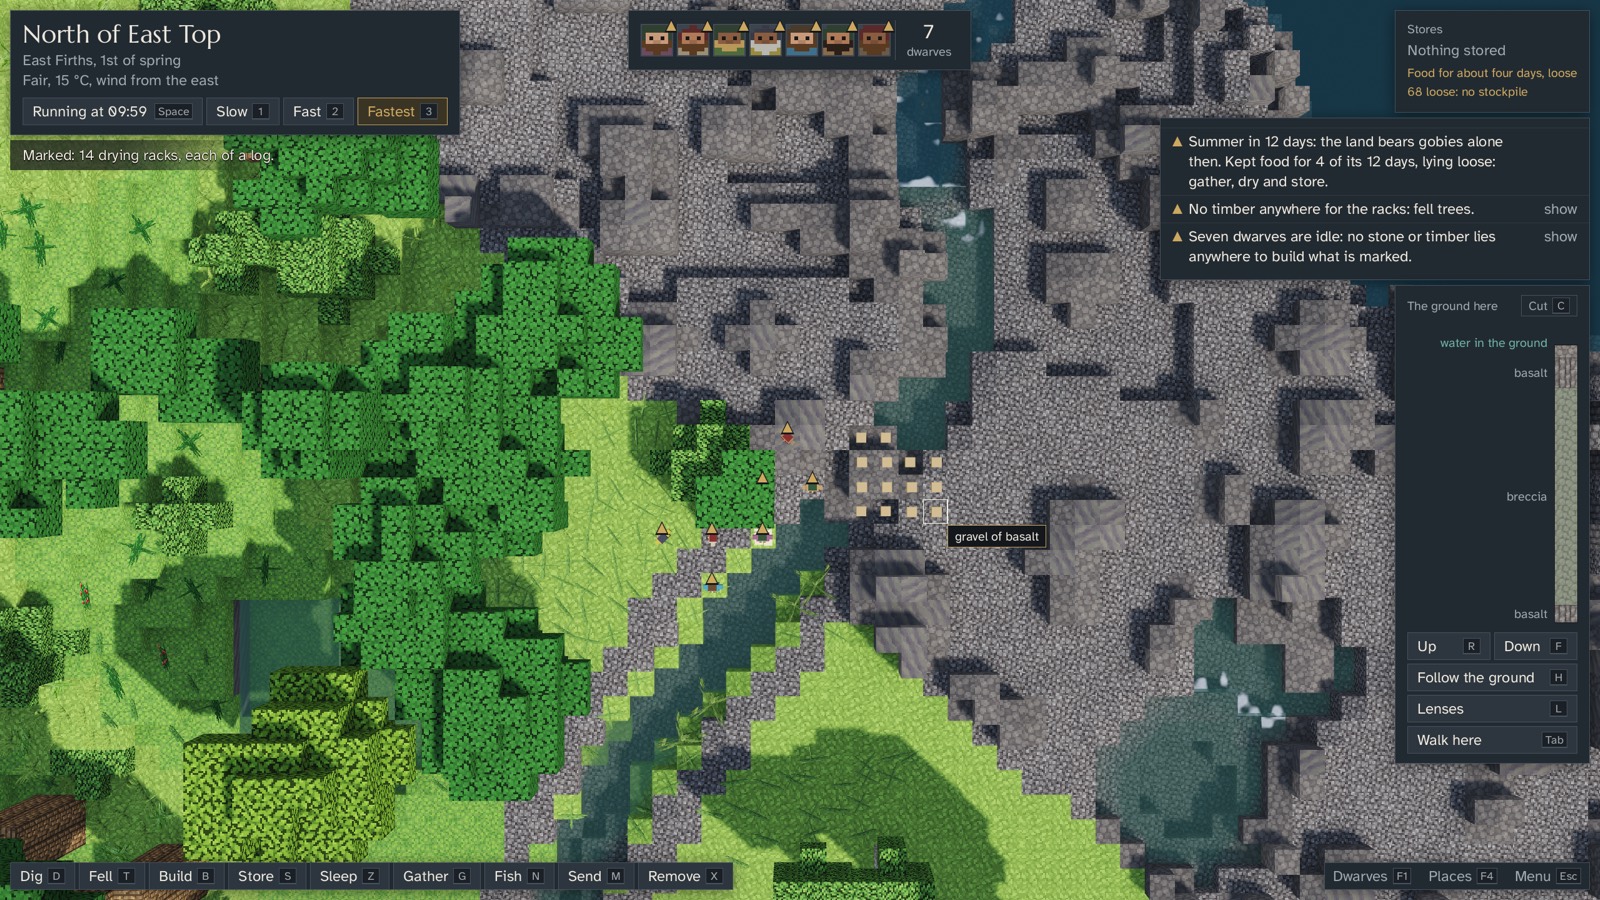 North of East Top
East Firths, 1st of spring
Fair, 15 °C, wind from the east
Running at 09:59 Space
Slow 1
Fast 2
Fastest 3
Marked: 14 drying racks, each of a log.
7
dwarves
Stores
Nothing stored
Food for about four days, loose
68 loose: no stockpile
Summer in 12 days: the land bears gobies alone
then. Kept food for 4 of its 12 days, lying loose:
gather, dry and store.
No timber anywhere for the racks: fell trees. show
Seven dwarves are idle: no stone or timber lies show
anywhere to build what is marked.
The ground here
Cut C
water in the ground
basalt
breccia
basalt
gravel of basalt
Up R
Down F
Follow the ground H
Lenses L
Walk here Tab
Dig D
Fell T
Build B
Store S
Sleep Z
Gather G
Fish N
Send M
Remove X
Dwarves F1
Places F4
Menu Esc